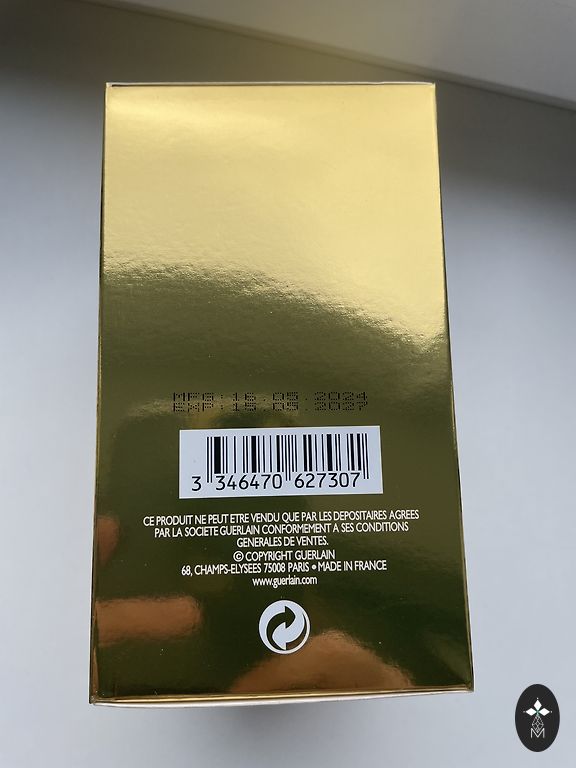 MFG:16.05.2024
EXP:15.05.2027
3 346470 627307
CE PRODUIT NE PEUT ETRE VENDU QUE PAR LES DEPOSITAIRES AGREES
PAR LA SOCIETE GUERLAIN CONFORMEMENT A SES CONDITIONS
GENERALES DE VENTES.
© COPYRIGHT GUERLAIN
68, CHAMPS-ELYSEES 75008 PARIS • MADE IN FRANCE
www.guerlain.com
M